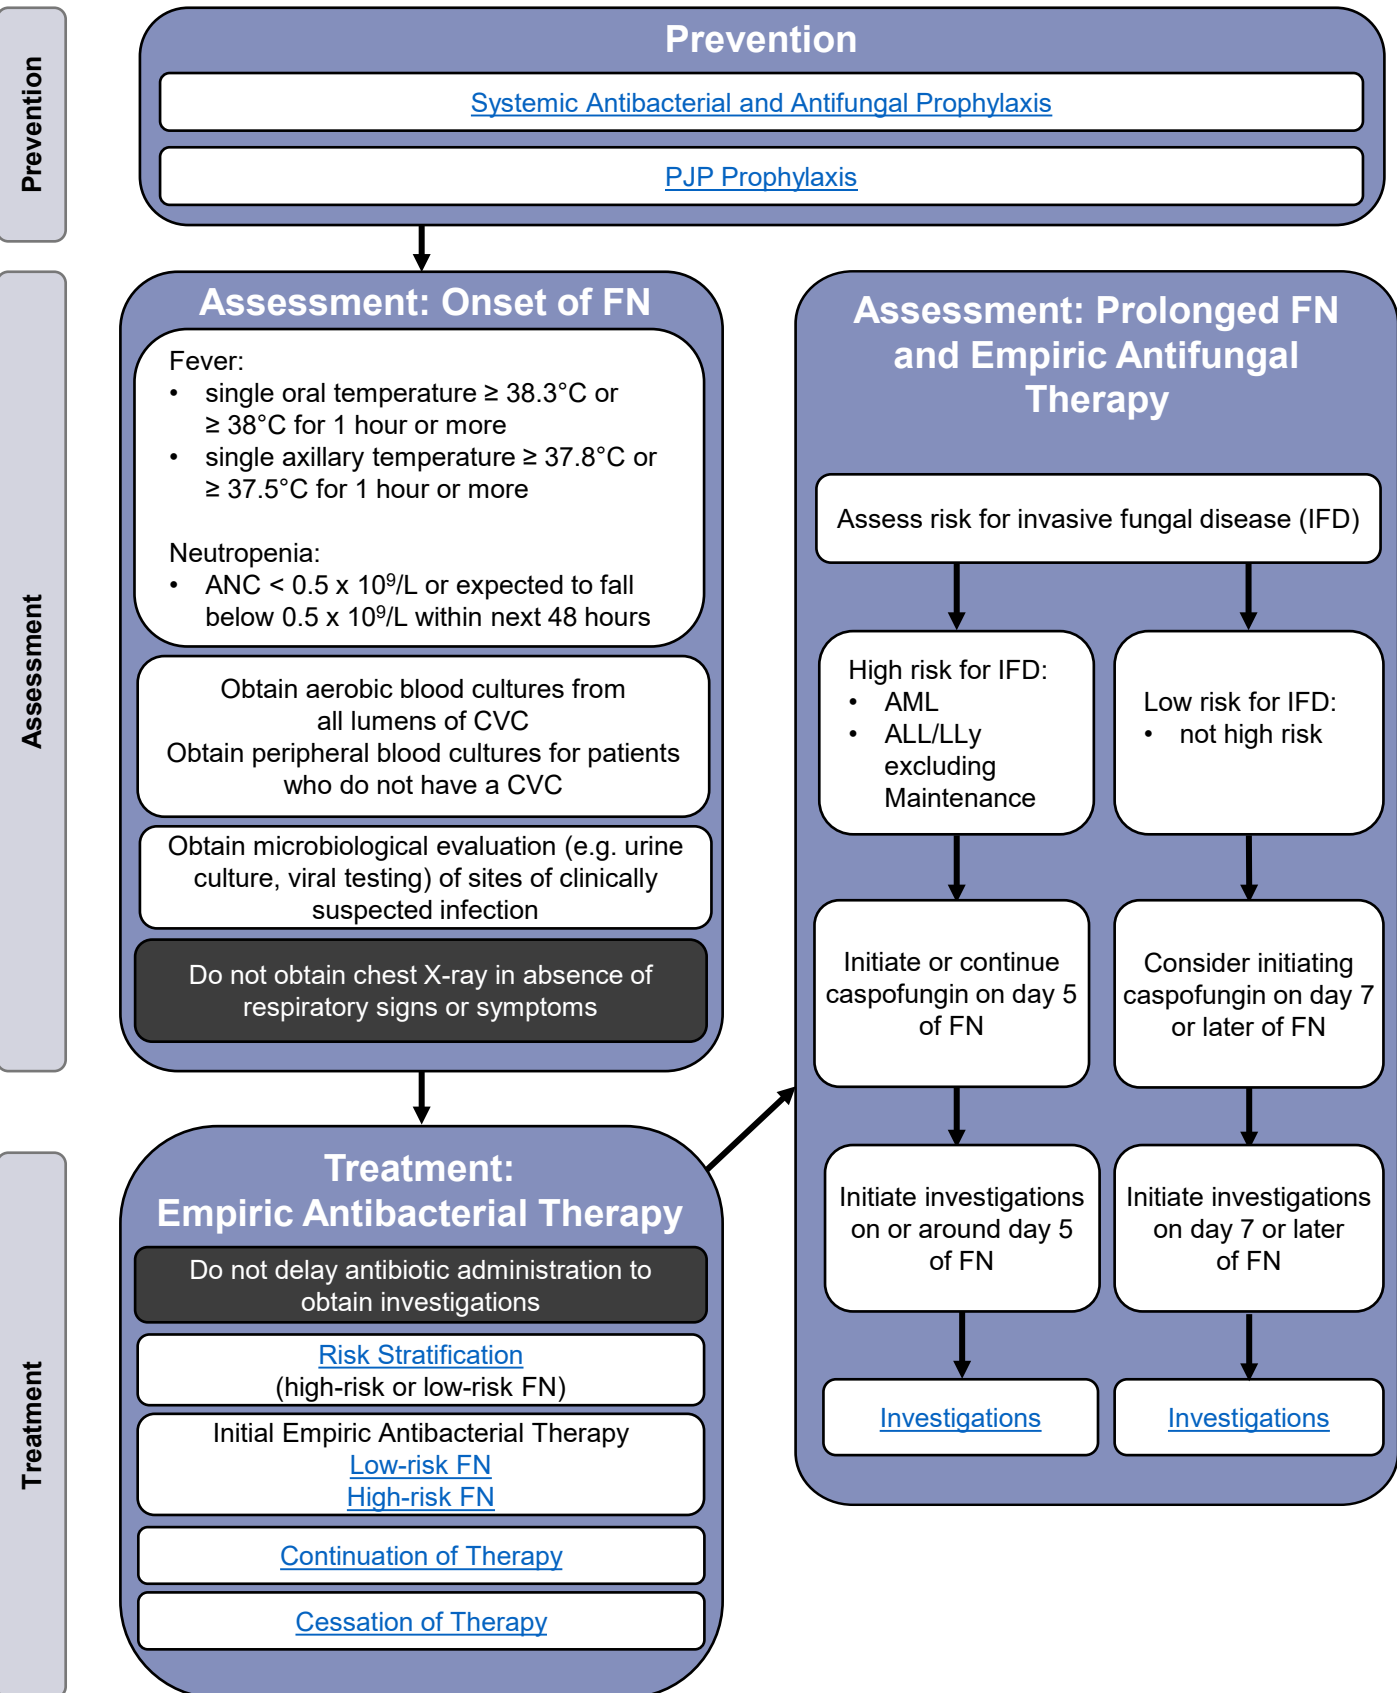 Prevention
Prevention
Systemic Antibacterial and Antifungal Prophylaxis
PJP Prophylaxis
Assessment
Assessment: Onset of FN
Fever:
• single oral temperature ≥ 38.3°C or
≥ 38°C for 1 hour or more
• single axillary temperature ≥ 37.8°C or
≥ 37.5°C for 1 hour or more
Neutropenia:
• ANC < 0.5 x 10⁹/L or expected to fall
below 0.5 x 10⁹/L within next 48 hours
Obtain aerobic blood cultures from
all lumens of CVC
Obtain peripheral blood cultures for patients
who do not have a CVC
Obtain microbiological evaluation (e.g. urine
culture, viral testing) of sites of clinically
suspected infection
Do not obtain chest X-ray in absence of
respiratory signs or symptoms
Treatment
Treatment:
Empiric Antibacterial Therapy
Do not delay antibiotic administration to
obtain investigations
Risk Stratification
(high-risk or low-risk FN)
Initial Empiric Antibacterial Therapy
Low-risk FN
High-risk FN
Continuation of Therapy
Cessation of Therapy
Assessment: Prolonged FN
and Empiric Antifungal
Therapy
Assess risk for invasive fungal disease (IFD)
High risk for IFD:
• AML
• ALL/LLy
excluding
Maintenance
Initiate or continue
caspofungin on day 5
of FN
Initiate investigations
on or around day 5
of FN
Investigations
Low risk for IFD:
• not high risk
Consider initiating
caspofungin on day 7
or later of FN
Initiate investigations
on day 7 or later
of FN
Investigations